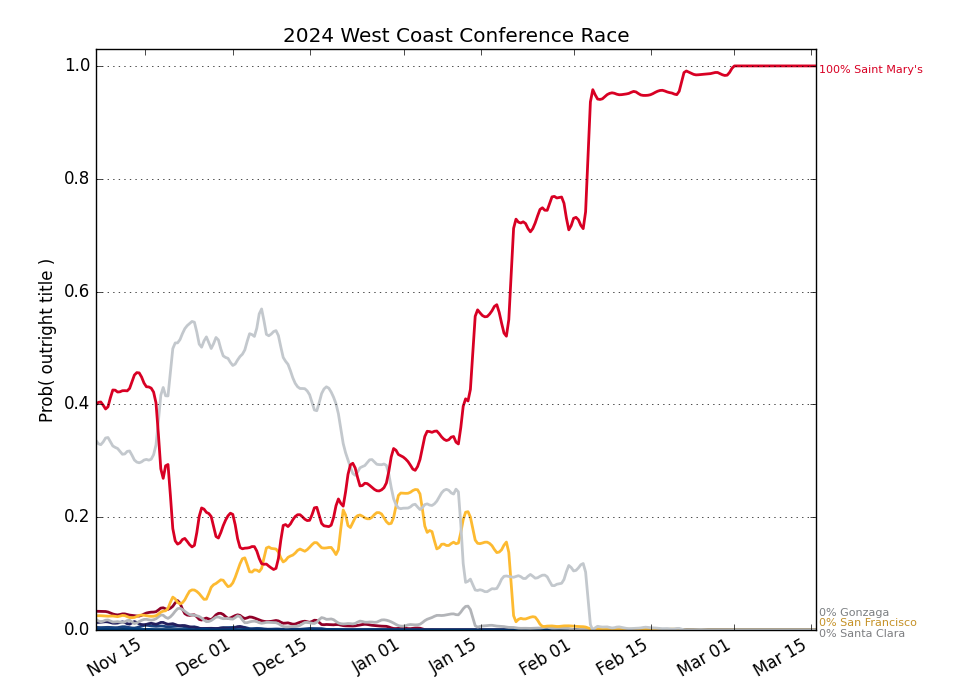 2024 West Coast Conference Race
Prob( outright title )
1.0
0.8
0.6
0.4
0.2
0.0
Nov 15
Dec 01
Dec 15
Jan 01
Jan 15
Feb 01
Feb 15
Mar 01
Mar 15
100% Saint Mary's
0% Gonzaga
0% San Francisco
0% Santa Clara